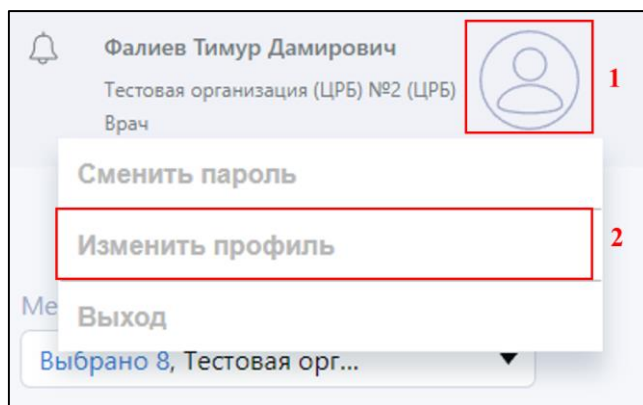 Фалиев Тимур Дамирович
1
Тестовая организация (ЦРБ) №2 (ЦРБ)
Врач
Сменить пароль
Изменить профиль
2
Ме
Выход
Выбрано 8, Тестовая орг...